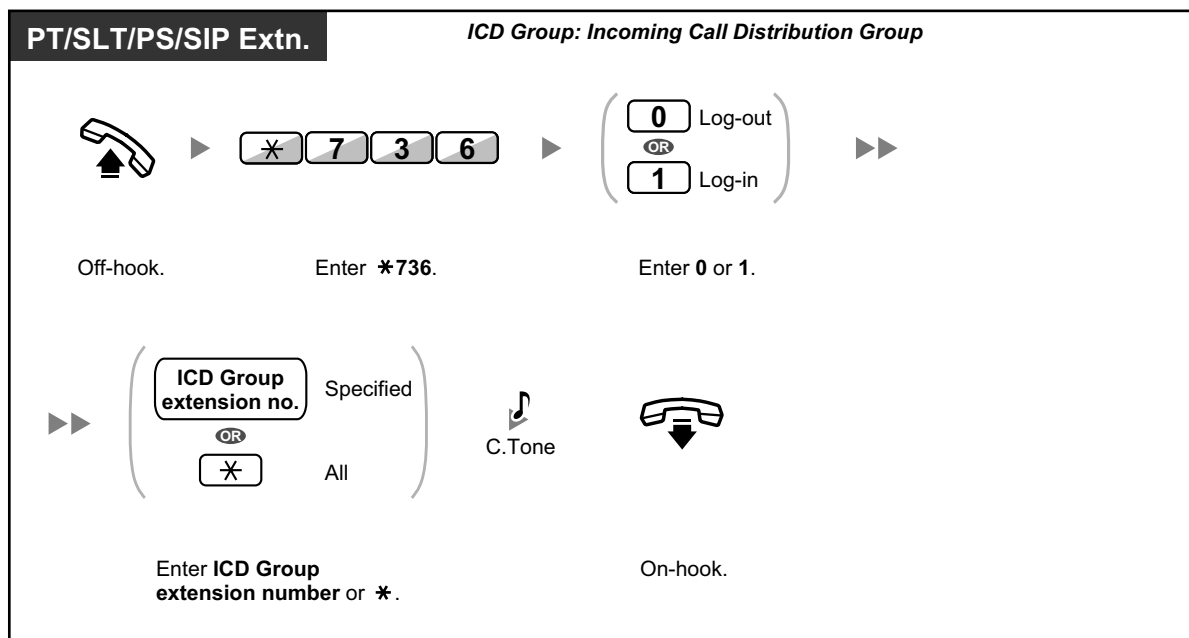 PT/SLT/PS/SIP Extn.
ICD Group: Incoming Call Distribution Group
* 7 3 6
0 Log-out
OR
1 Log-in
Off-hook.
Enter *736.
Enter 0 or 1.
ICD Group
extension no.
Specified
OR
* All
C.Tone
Enter ICD Group
extension number or *.
On-hook.